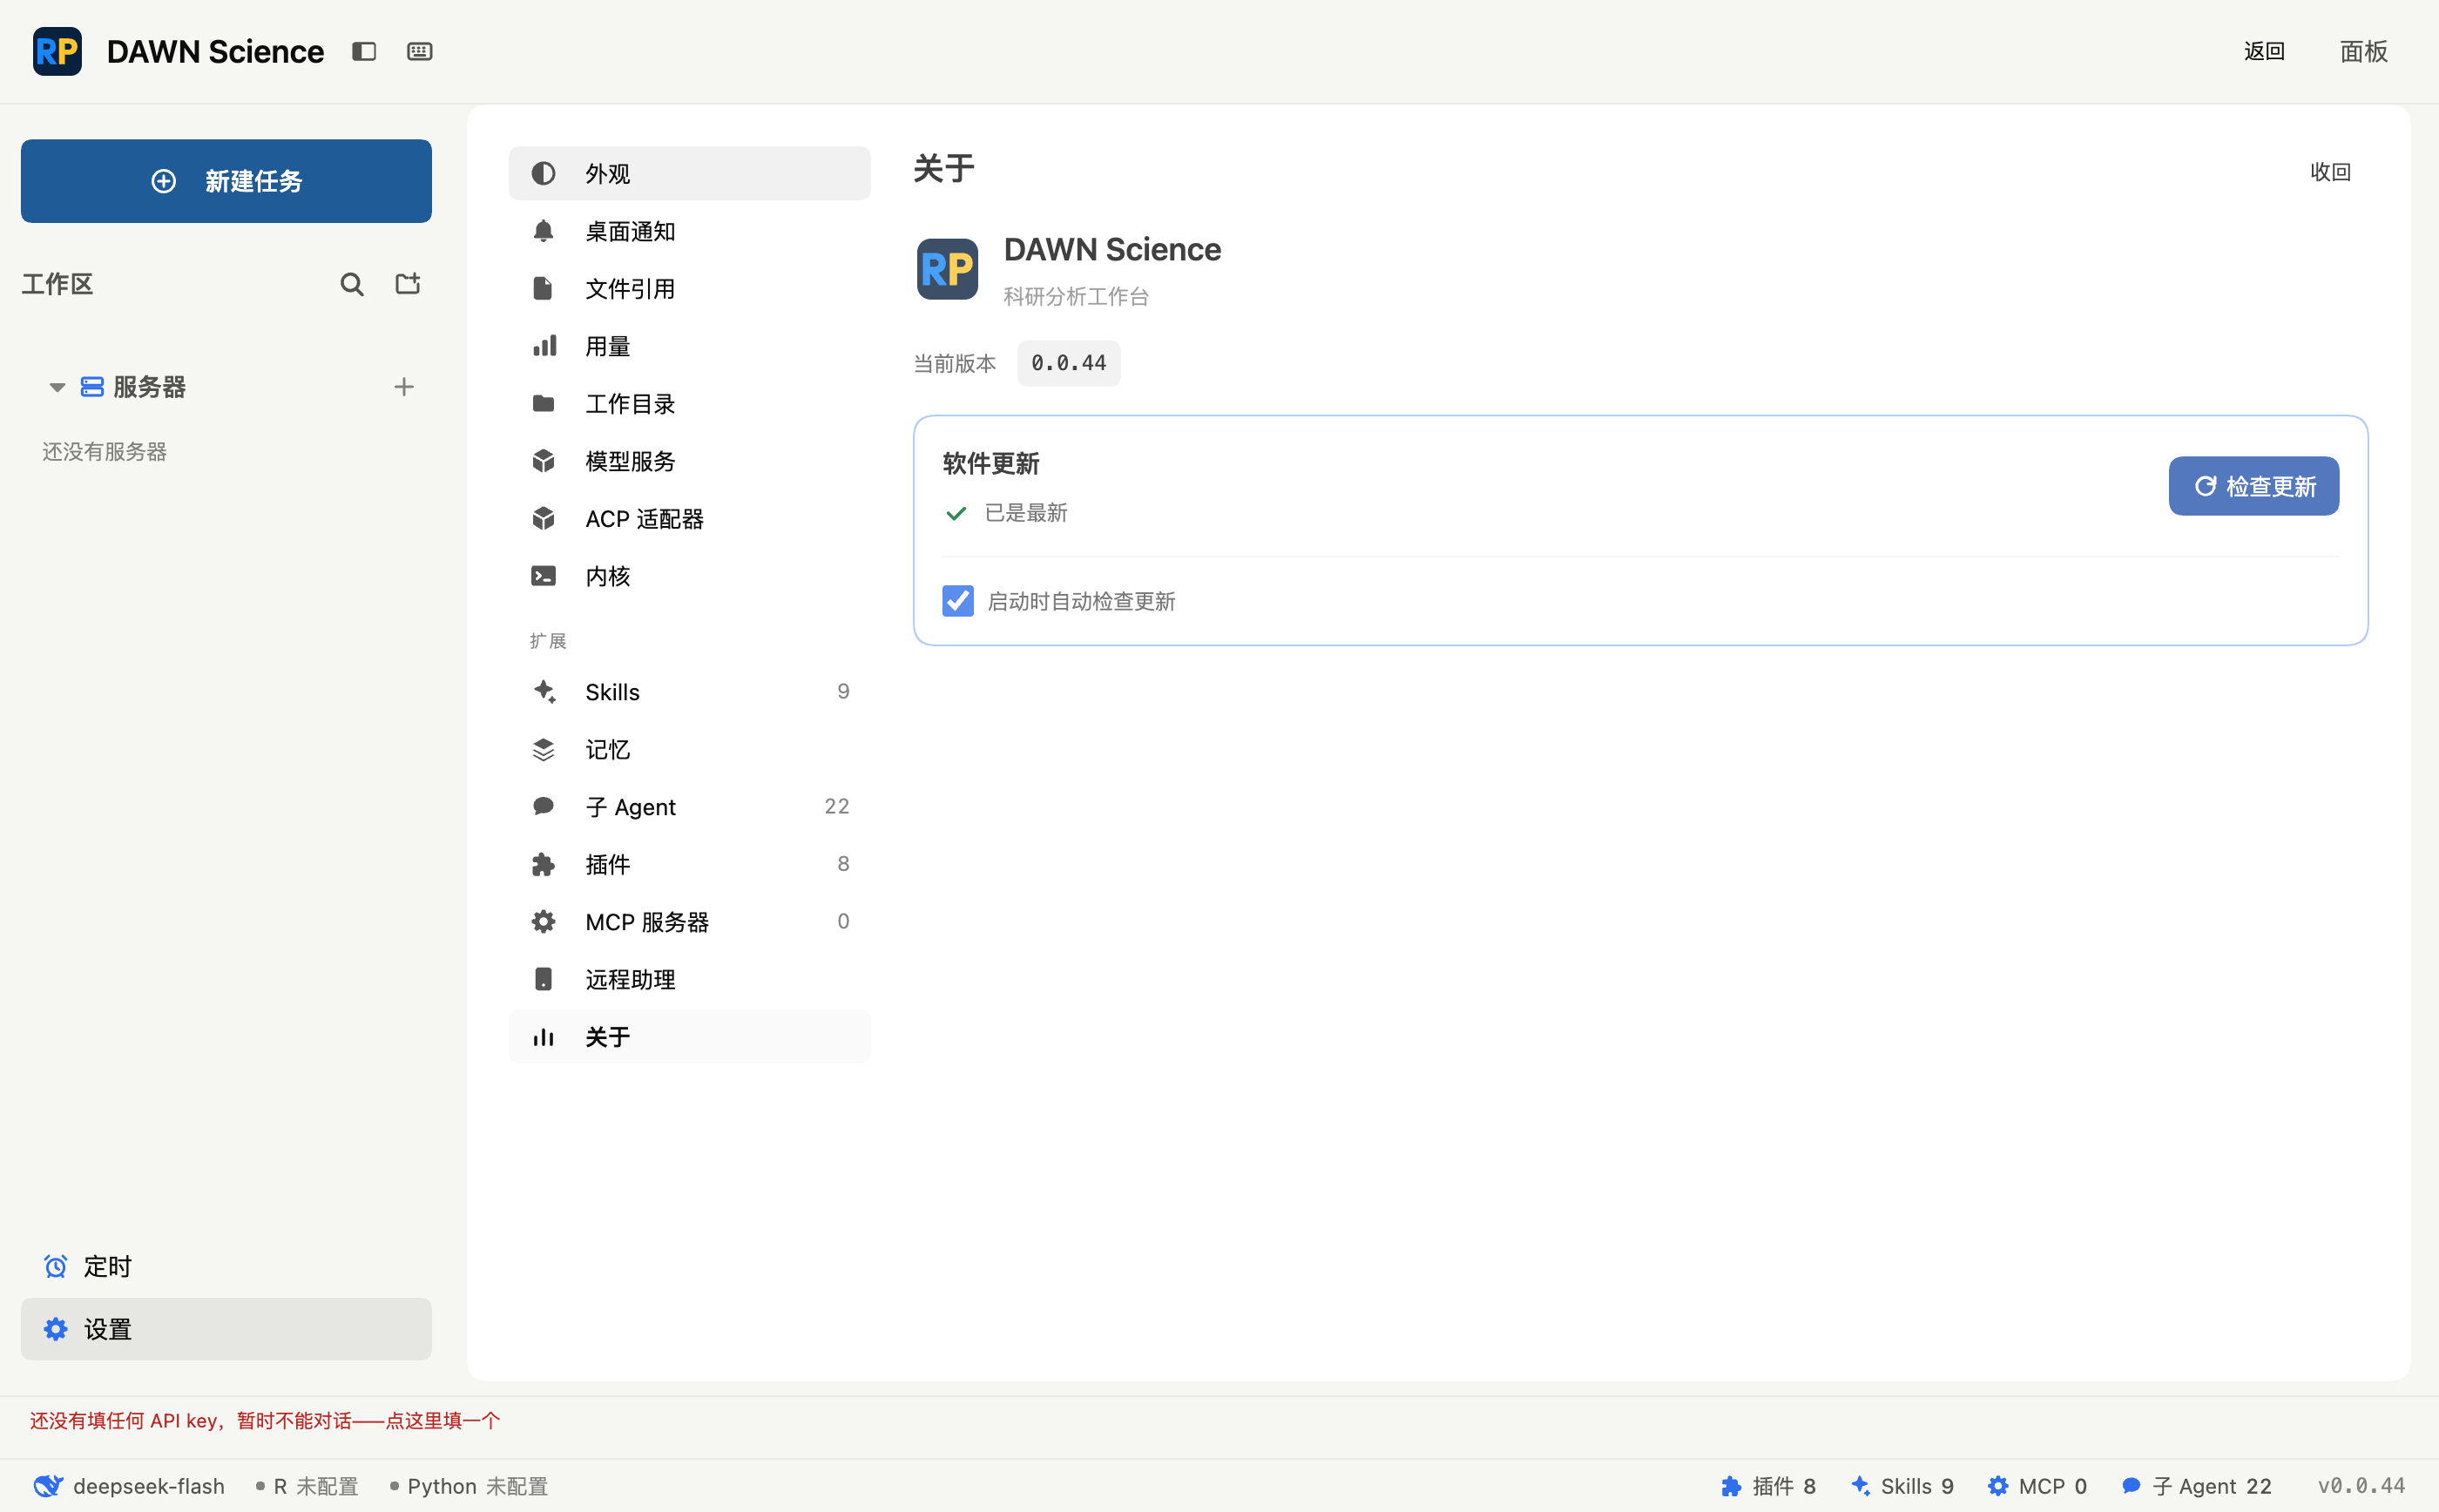 RP DAWN Science
返回 面板
新建任务
工作区
服务器
还没有服务器
定时
设置
外观
桌面通知
文件引用
用量
工作目录
模型服务
ACP 适配器
内核
扩展
Skills 9
记忆
子 Agent 22
插件 8
MCP 服务器 0
远程助理
关于
关于
收回
RP
DAWN Science
科研分析工作台
当前版本 0.0.44
软件更新
已是最新
检查更新
启动时自动检查更新
还没有填任何 API key，暂时不能对话——点这里填一个
deepseek-flash R 未配置 Python 未配置 插件 8 Skills 9 MCP 0 子 Agent 22 v0.0.44